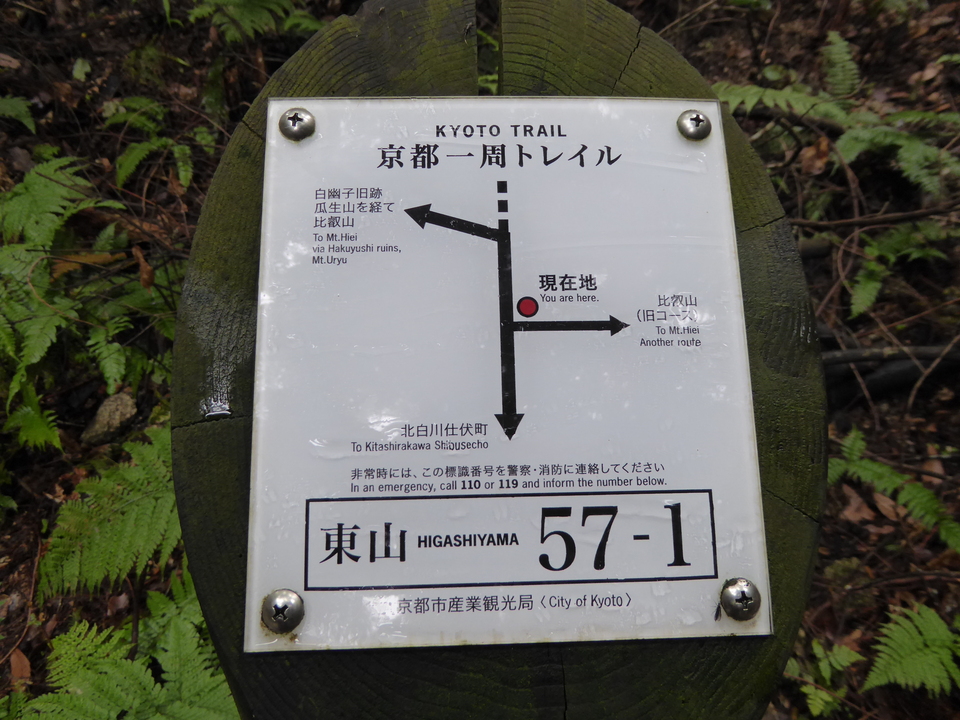 KYOTO TRAIL
京都一周トレイル
白幽子旧跡
瓜生山を経て
比叡山
To Mt.Hiei
via Hakuyushi ruins,
Mt.Uryu
現在地
You are here.
比叡山
(旧コース)
To Mt.Hiei
Another route
北白川仕伏町
To Kitashirakawa Shibusecho
非常時には、この標識番号を警察・消防に連絡してください
In an emergency, call 110 or 119 and inform the number below.
東山 HIGASHIYAMA 57-1
京都市産業観光局〈City of Kyoto〉